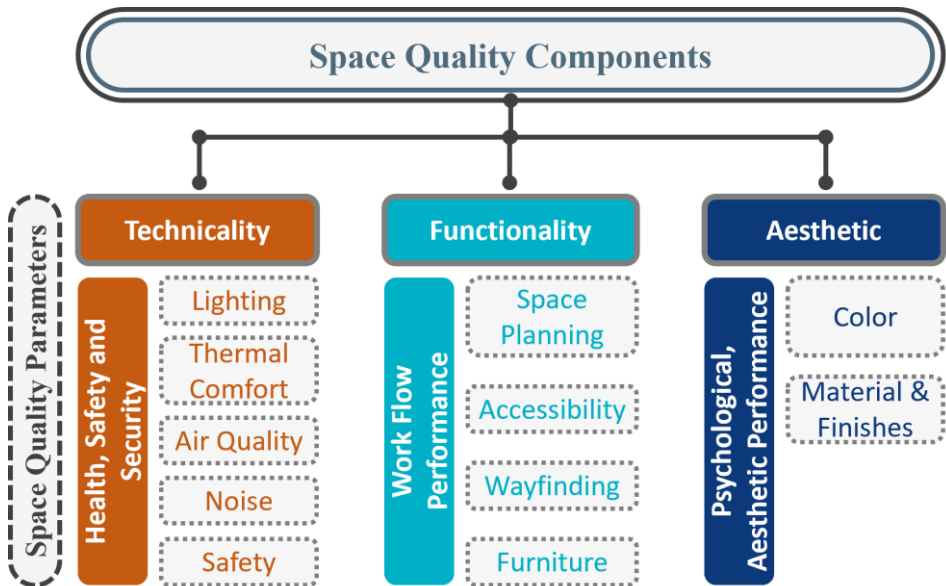 Space Quality Components
Space Quality Parameters
Technicality
Health, Safety and
Security
Lighting
Thermal
Comfort
Air Quality
Noise
Safety
Functionality
Work Flow
Performance
Space
Planning
Accessibility
Wayfinding
Furniture
Aesthetic
Psychological,
Aesthetic Performance
Color
Material &
Finishes